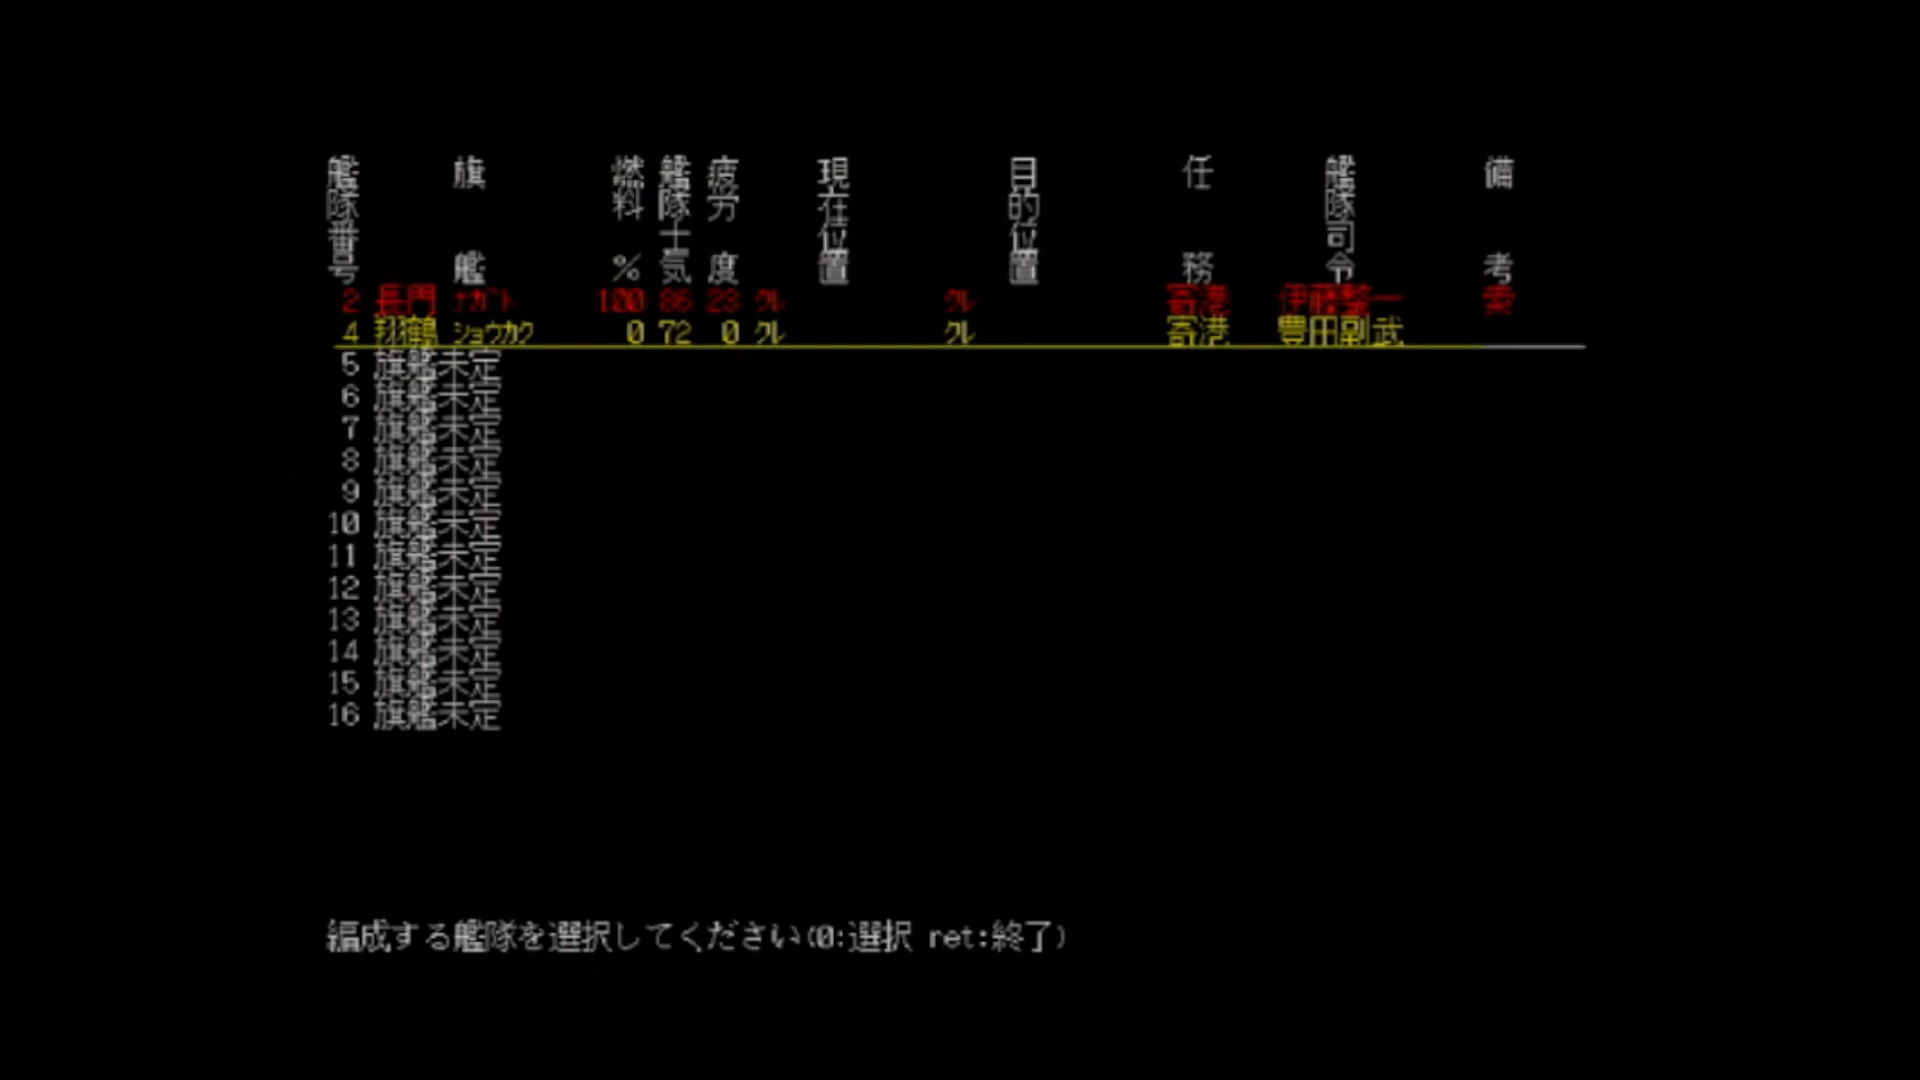 艦隊番号 旗艦 燃料% 艦隊士気 疲労度 現在位置 目的位置 任務 艦隊司令 備考
2 長門 ﾅｶﾞﾄ 100 86 23 ｸﾚ ｸﾚ 寄港 伊藤整一 索
4 翔鶴 ｼｮｳｶｸ 0 72 0 ｸﾚ ｸﾚ 寄港 豊田副武
5 旗艦未定
6 旗艦未定
7 旗艦未定
8 旗艦未定
9 旗艦未定
10 旗艦未定
11 旗艦未定
12 旗艦未定
13 旗艦未定
14 旗艦未定
15 旗艦未定
16 旗艦未定
編成する艦隊を選択してください(0:選択 ret:終了)